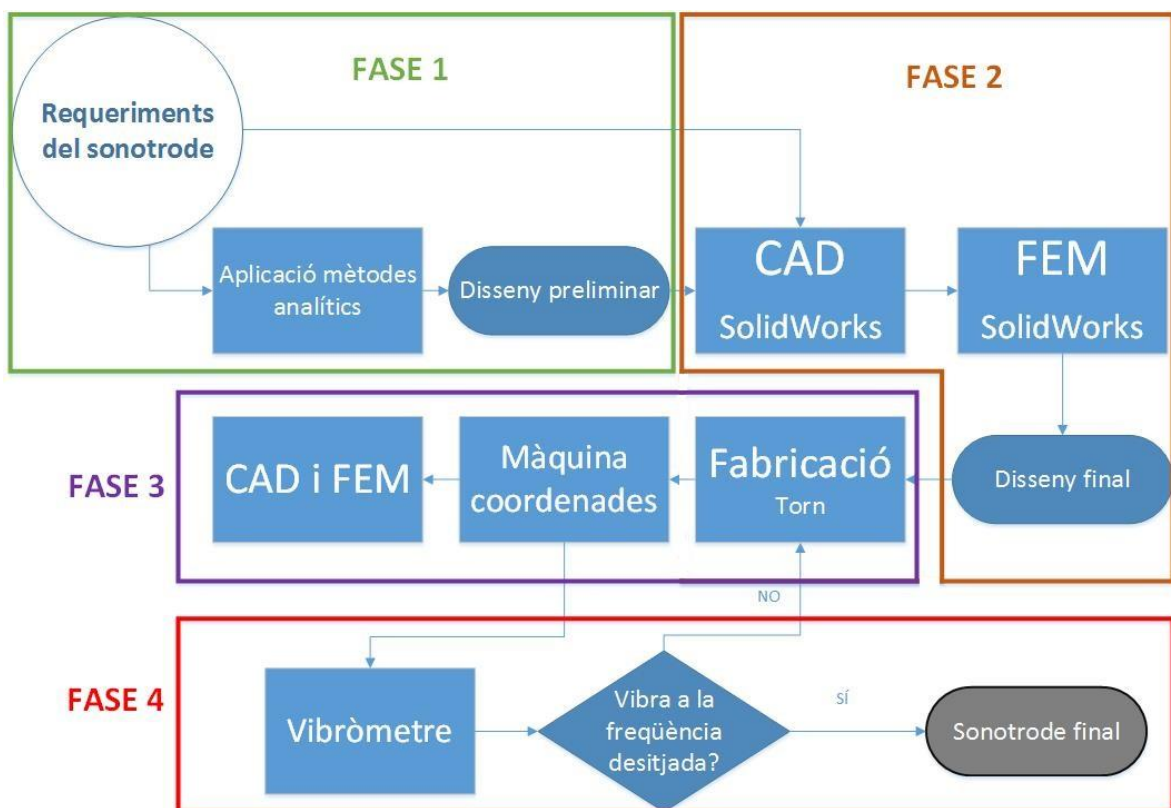 FASE 1
FASE 2
Requeriments
del sonotrode
Aplicació mètodes
analítics
Disseny preliminar
CAD
SolidWorks
FEM
SolidWorks
FASE 3
CAD i FEM
Màquina
coordenades
Fabricació
Torn
Disseny final
NO
FASE 4
Vibròmetre
Vibra a la
freqüència
desitjada?
SÍ
Sonotrode final